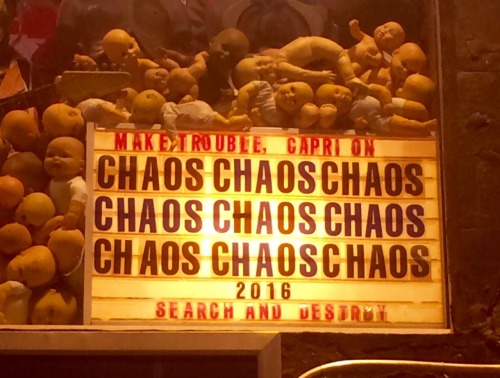 MAKE TROUBLE, CAPRI ON
CHAOS CHAOS CHAOS
CHAOS CHAOS CHAOS
CHAOS CHAOS CHAOS
2016
SEARCH AND DESTROY